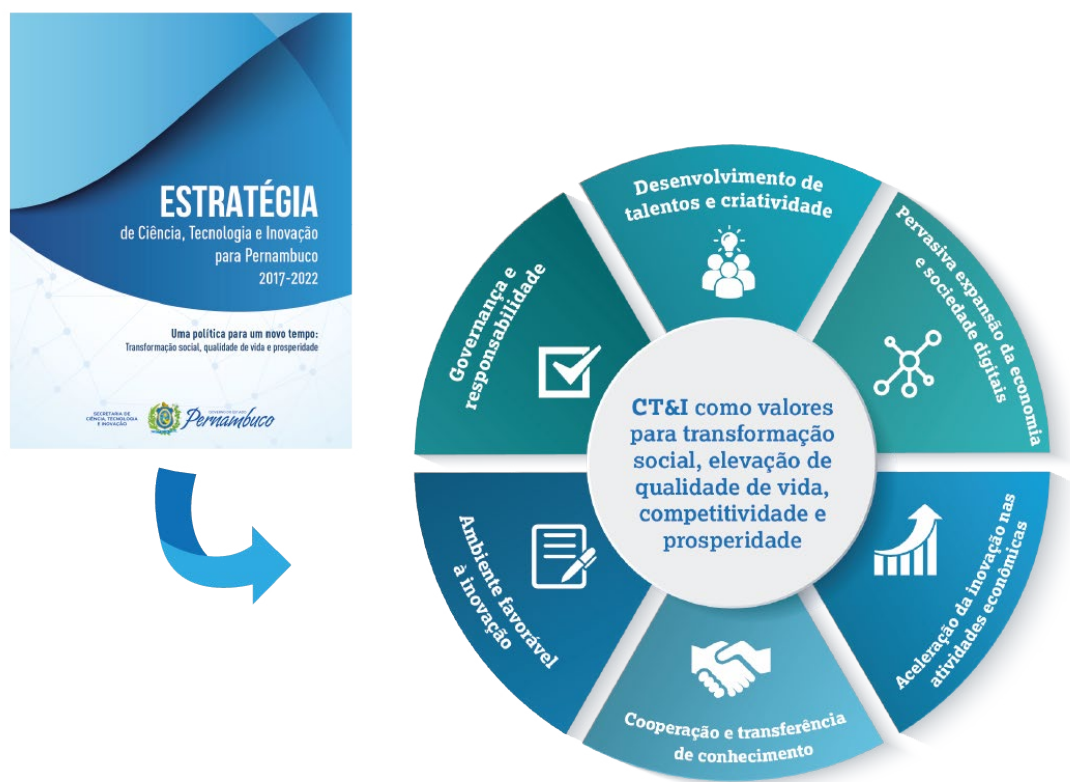 ESTRATÉGIA
de Ciência, Tecnologia e Inovação
para Pernambuco
2017-2022
Uma política para um novo tempo:
Transformação social, qualidade de vida e prosperidade
SECRETARIA DE
CIÊNCIA, TECNOLOGIA
E INOVAÇÃO
Pernambuco
Desenvolvimento de
talentos e criatividade
Pervasiva expansão da economia
e sociedade digitais
Aceleração da inovação nas
atividades econômicas
Cooperação e transferência
de conhecimento
Ambiente favorável
à inovação
Governança e
responsabilidade
CT&I como valores
para transformação
social, elevação de
qualidade de vida,
competitividade e
prosperidade